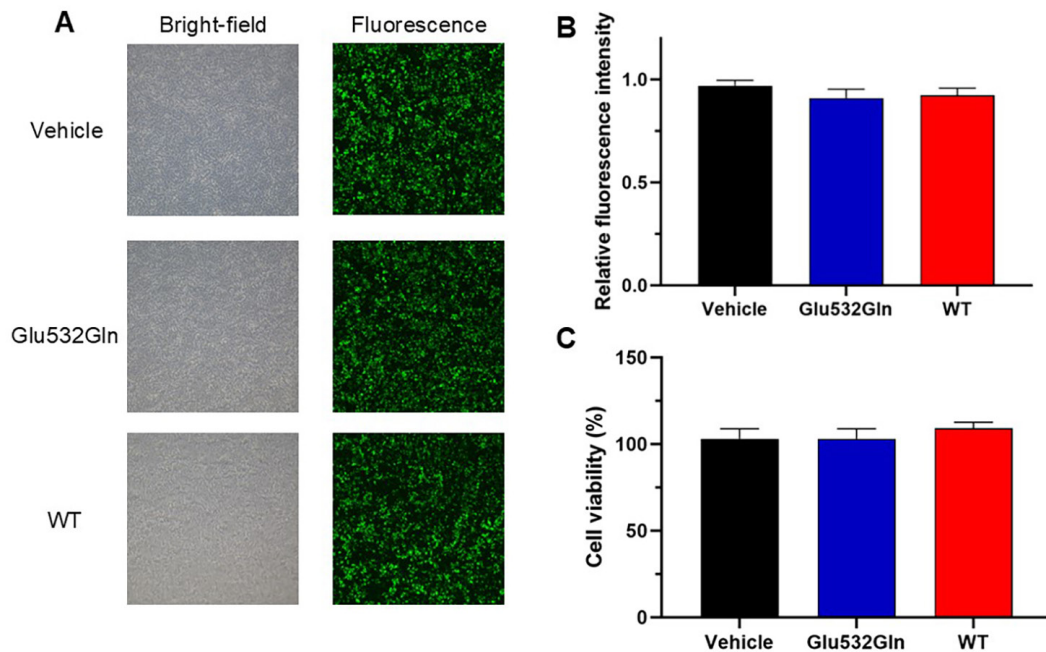 A
Bright-field
Fluorescence
Vehicle
Glu532Gln
WT
B
Relative fluorescence intensity
1.0
0.5
0.0
Vehicle
Glu532Gln
WT
C
Cell viability (%)
150
100
50
0
Vehicle
Glu532Gln
WT